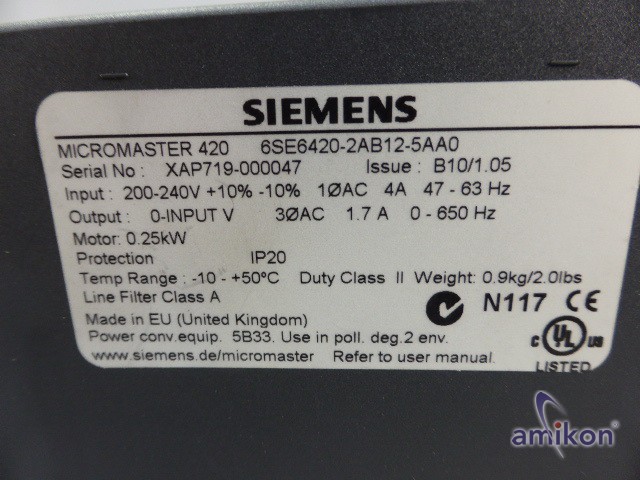 SIEMENS
MICROMASTER 420 6SE6420-2AB12-5AA0
Serial No : XAP719-000047 Issue : B10/1.05
Input : 200-240V +10% -10% 1ØAC 4A 47 - 63 Hz
Output : 0-INPUT V 3ØAC 1.7 A 0 - 650 Hz
Motor: 0.25kW
Protection IP20
Temp Range : -10 - +50°C Duty Class II Weight: 0.9kg/2.0lbs
Line Filter Class A
N117 CE
Made in EU (United Kingdom)
Power conv.equip. 5B33. Use in poll. deg.2 env.
C UL US
www.siemens.de/micromaster Refer to user manual.
LISTED
amikon